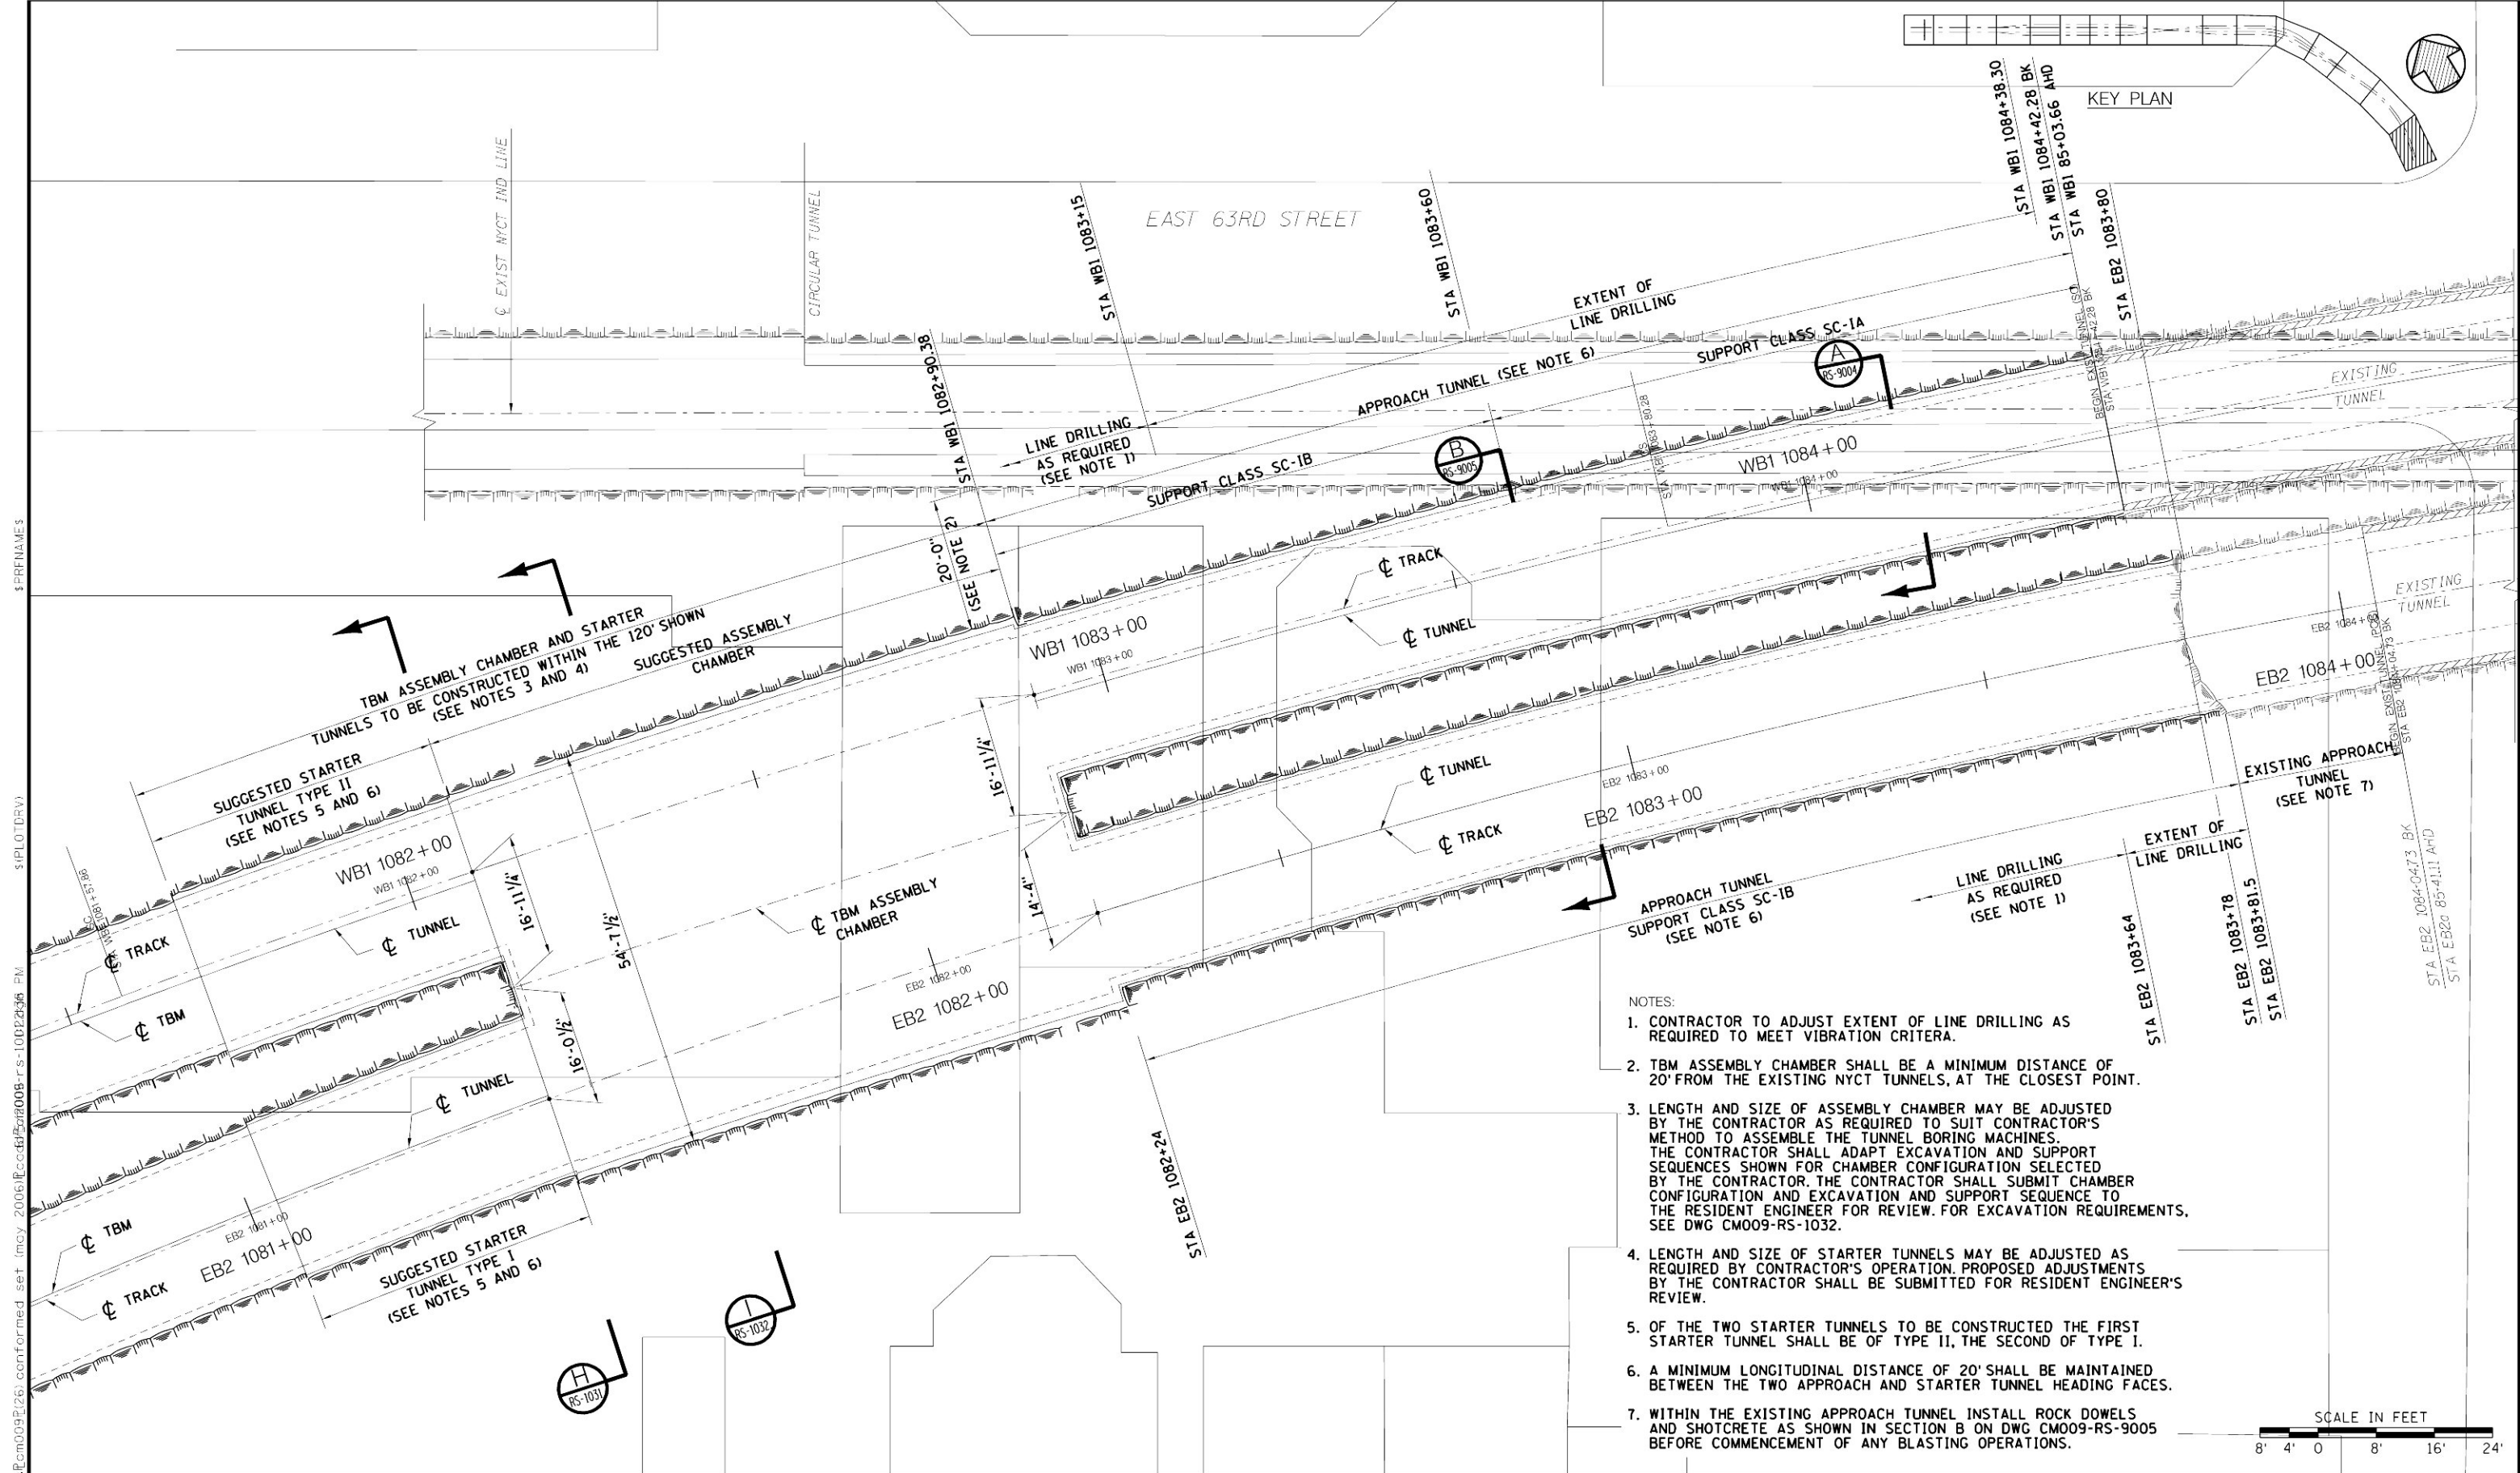 KEY PLAN
℄ EXIST NYCT IND LINE
CIRCULAR TUNNEL
EAST 63RD STREET
STA WB1 1082+90.38
STA WB1 1083+15
STA WB1 1083+60
STA WB1 1084+38.30
STA WB1 1084+42.28 BK
STA WB1 85+03.66 AHD
STA EB2 1083+80
EXTENT OF
LINE DRILLING
SUPPORT CLASS SC-IA
APPROACH TUNNEL (SEE NOTE 6)
A
RS-9004
LINE DRILLING
AS REQUIRED
(SEE NOTE 1)
SUPPORT CLASS SC-IB
B
RS-9005
EXISTING
TUNNEL
WB1 1084+00
WB1 1084+00
20'-0"
(SEE NOTE 2)
℄ TRACK
℄ TUNNEL
EXISTING
TUNNEL
EB2 1084+00
TBM ASSEMBLY CHAMBER AND STARTER
TUNNELS TO BE CONSTRUCTED WITHIN THE 120' SHOWN
(SEE NOTES 3 AND 4)
SUGGESTED ASSEMBLY
CHAMBER
WB1 1083+00
WB1 1083+00
SUGGESTED STARTER
TUNNEL TYPE II
(SEE NOTES 5 AND 6)
16'-11¼"
℄ TUNNEL
EB2 1083+00
EB2 1083+00
℄ TRACK
EXISTING APPROACH
TUNNEL
(SEE NOTE 7)
EXTENT OF
LINE DRILLING
WB1 1082+00
WB1 1082+00
16'-11¼"
54'-7½"
℄ TBM ASSEMBLY
CHAMBER
14'-4"
APPROACH TUNNEL
SUPPORT CLASS SC-IB
(SEE NOTE 6)
LINE DRILLING
AS REQUIRED
(SEE NOTE 1)
STA EB2 1083+64
STA EB2 1083+78
STA EB2 1083+81.5
STA EB2 1084+04.73 BK
℄ TRACK
℄ TUNNEL
℄ TBM
EB2 1082+00
EB2 1082+00
16'-0½"
℄ TUNNEL
STA EB2 1082+24
℄ TBM
EB2 1081+00
EB2 1081+00
℄ TRACK
SUGGESTED STARTER
TUNNEL TYPE I
(SEE NOTES 5 AND 6)
I
RS-1032
H
RS-1031
NOTES:
1. CONTRACTOR TO ADJUST EXTENT OF LINE DRILLING AS
REQUIRED TO MEET VIBRATION CRITERA.
2. TBM ASSEMBLY CHAMBER SHALL BE A MINIMUM DISTANCE OF
20' FROM THE EXISTING NYCT TUNNELS, AT THE CLOSEST POINT.
3. LENGTH AND SIZE OF ASSEMBLY CHAMBER MAY BE ADJUSTED
BY THE CONTRACTOR AS REQUIRED TO SUIT CONTRACTOR'S
METHOD TO ASSEMBLE THE TUNNEL BORING MACHINES.
THE CONTRACTOR SHALL ADAPT EXCAVATION AND SUPPORT
SEQUENCES SHOWN FOR CHAMBER CONFIGURATION SELECTED
BY THE CONTRACTOR. THE CONTRACTOR SHALL SUBMIT CHAMBER
CONFIGURATION AND EXCAVATION AND SUPPORT SEQUENCE TO
THE RESIDENT ENGINEER FOR REVIEW. FOR EXCAVATION REQUIREMENTS,
SEE DWG CM009-RS-1032.
4. LENGTH AND SIZE OF STARTER TUNNELS MAY BE ADJUSTED AS
REQUIRED BY CONTRACTOR'S OPERATION. PROPOSED ADJUSTMENTS
BY THE CONTRACTOR SHALL BE SUBMITTED FOR RESIDENT ENGINEER'S
REVIEW.
5. OF THE TWO STARTER TUNNELS TO BE CONSTRUCTED THE FIRST
STARTER TUNNEL SHALL BE OF TYPE II, THE SECOND OF TYPE I.
6. A MINIMUM LONGITUDINAL DISTANCE OF 20' SHALL BE MAINTAINED
BETWEEN THE TWO APPROACH AND STARTER TUNNEL HEADING FACES.
7. WITHIN THE EXISTING APPROACH TUNNEL INSTALL ROCK DOWELS
AND SHOTCRETE AS SHOWN IN SECTION B ON DWG CM009-RS-9005
BEFORE COMMENCEMENT OF ANY BLASTING OPERATIONS.
SCALE IN FEET
8' 4' 0 8' 16' 24'